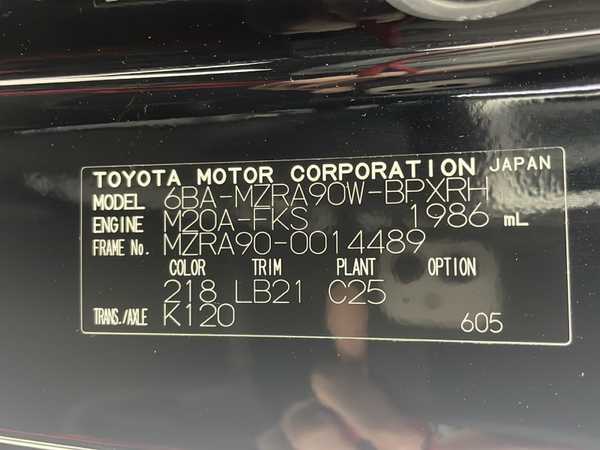 TOYOTA MOTOR CORPORATION JAPAN
MODEL 6BA-MZRA90W-BPXRH
ENGINE M20A-FKS 1986 mL
FRAME No. MZRA90-0014489
COLOR TRIM PLANT OPTION
218 LB21 C25
TRANS./AXLE K120
605